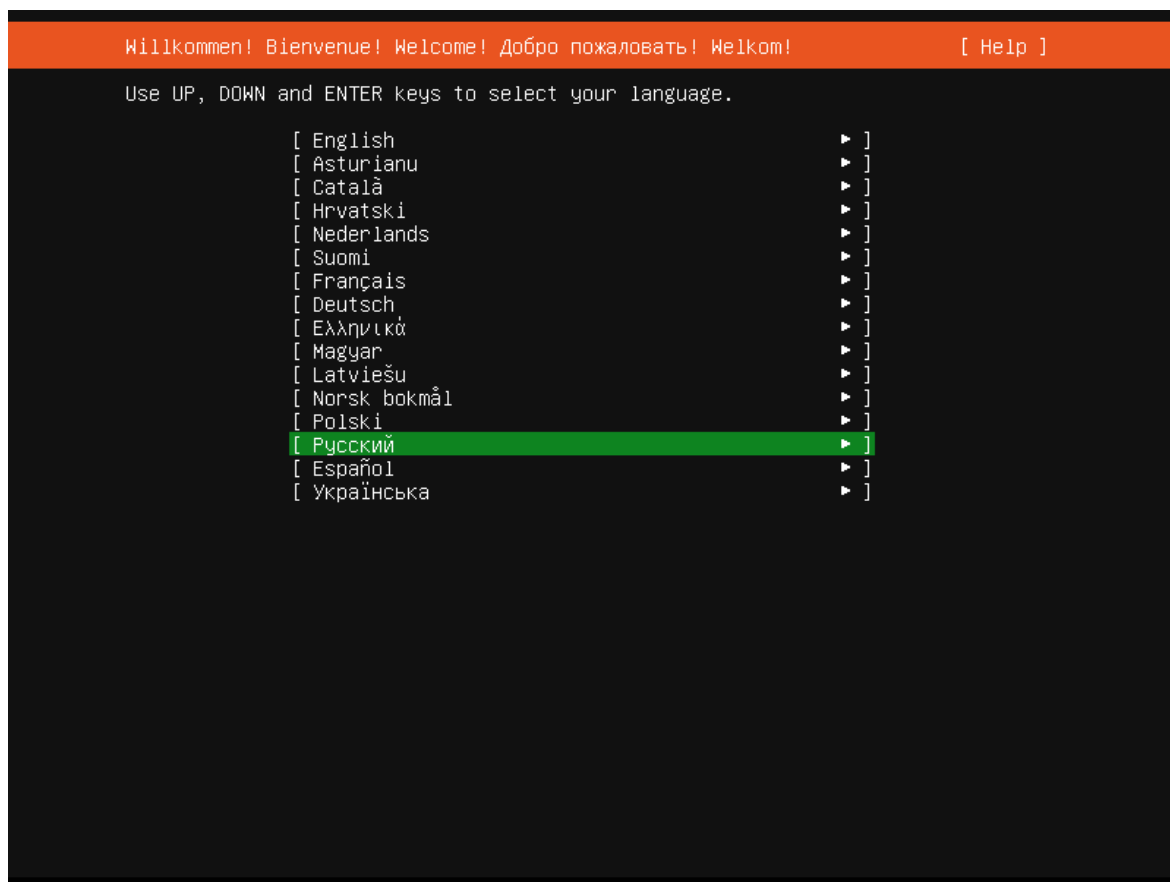 Willkommen! Bienvenue! Welcome! Добро пожаловать! Welkom! [ Help ]
Use UP, DOWN and ENTER keys to select your language.
[ English ► ]
[ Asturianu ► ]
[ Català ► ]
[ Hrvatski ► ]
[ Nederlands ► ]
[ Suomi ► ]
[ Français ► ]
[ Deutsch ► ]
[ Ελληνικά ► ]
[ Magyar ► ]
[ Latviešu ► ]
[ Norsk bokmål ► ]
[ Polski ► ]
[ Русский ► ]
[ Español ► ]
[ Українська ► ]